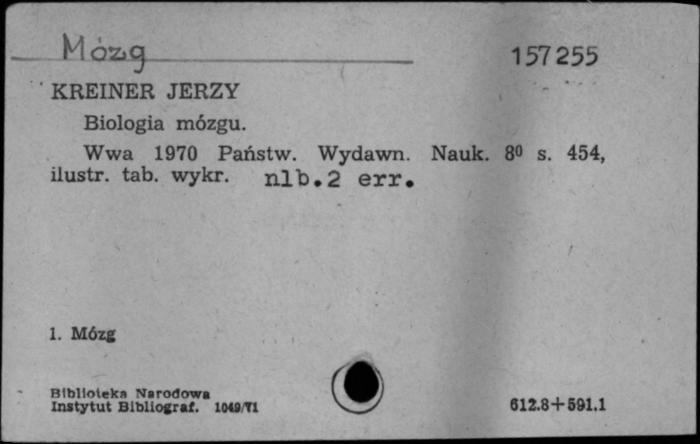 Mózg
157255
KREINER JERZY
Biologia mózgu.
Wwa 1970 Państw. Wydawn. Nauk. 8⁰ s. 454,
ilustr. tab. wykr. nlb.2 err.
1. Mózg
Biblioteka Narodowa
Instytut Bibliograf. 1049/71
612.8+591.1